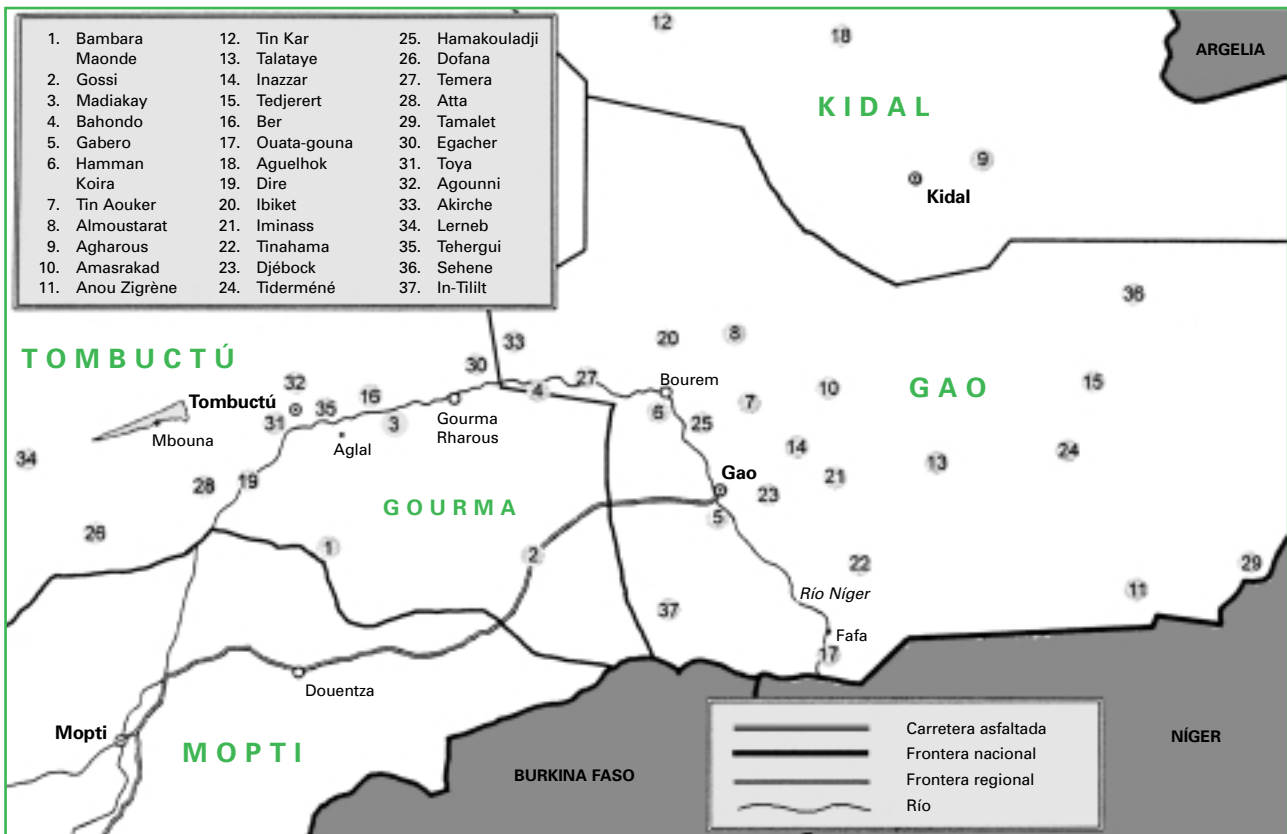 1. Bambara
Maonde
2. Gossi
3. Madiakay
4. Bahondo
5. Gabero
6. Hamman
Koira
7. Tin Aouker
8. Almoustarat
9. Agharous
10. Amasrakad
11. Anou Zigrène
12. Tin Kar
13. Talataye
14. Inazzar
15. Tedjerert
16. Ber
17. Ouata-gouna
18. Aguelhok
19. Dire
20. Ibiket
21. Iminass
22. Tinahama
23. Djébock
24. Tiderméné
25. Hamakouladji
26. Dofana
27. Temera
28. Atta
29. Tamalet
30. Egacher
31. Toya
32. Agounni
33. Akirche
34. Lerneb
35. Tehergui
36. Sehene
37. In-Tililt
12
18
ARGELIA
KIDAL
9
Kidal
36
TOMBUCTÚ
33
20
8
30
32
Tombuctú
31
35
16
3
Gourma
Rharous
4
27
Bourem
6
25
7
10
GAO
15
Mbouna
Aglal
34
28
19
GOURMA
14
21
13
24
Gao
23
5
26
1
2
22
29
11
37
Río Níger
Fafa
17
Douentza
Mopti
MOPTI
BURKINA FASO
NÍGER
Carretera asfaltada
Frontera nacional
Frontera regional
Río